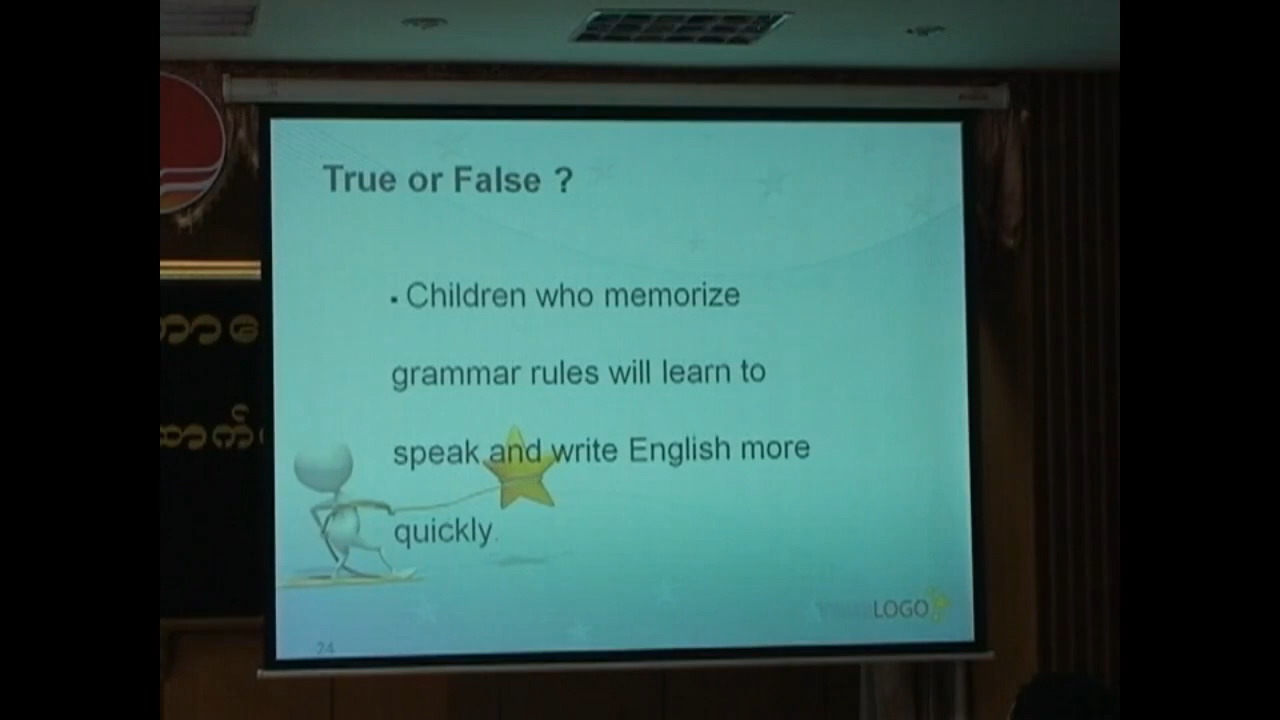 True or False ?
▪ Children who memorize
grammar rules will learn to
speak and write English more
quickly.
LOGO
24